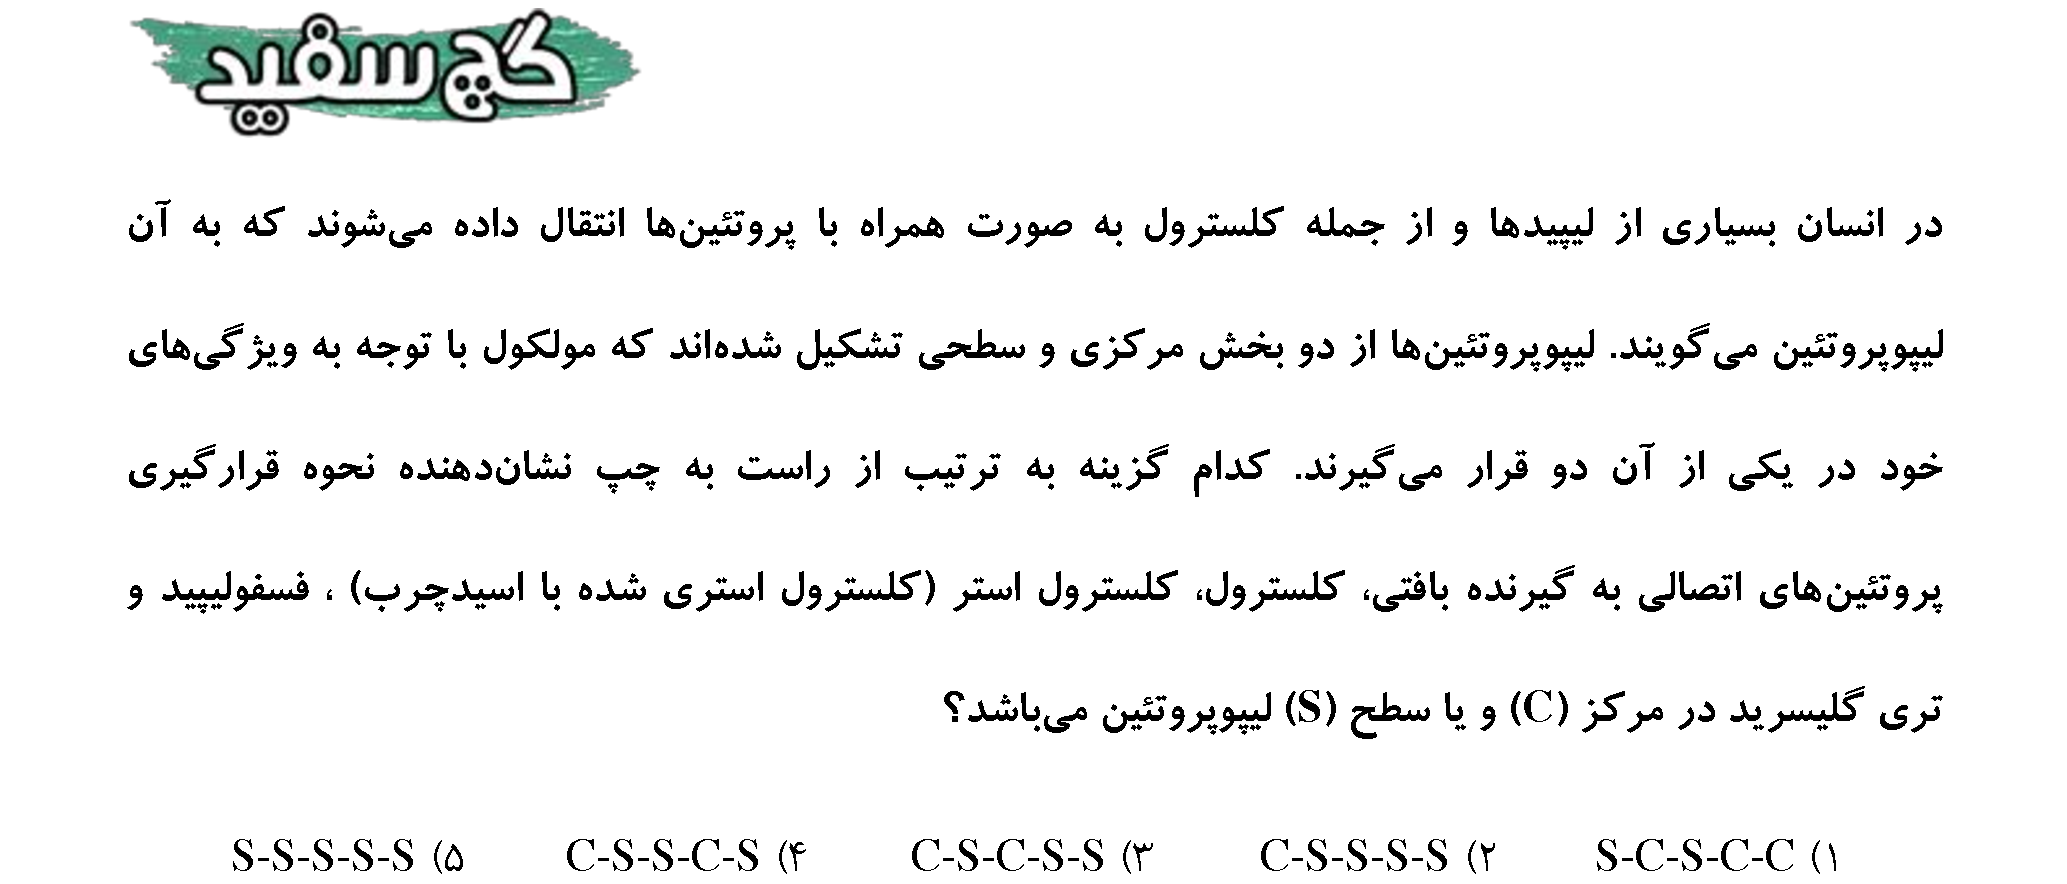 گچ سفید
در انسان بسیاری از لیپیدها و از جمله کلسترول به صورت همراه با پروتئین‌ها انتقال داده می‌شوند که به آن
لیپوپروتئین می‌گویند. لیپوپروتئین‌ها از دو بخش مرکزی و سطحی تشکیل شده‌اند که مولکول با توجه به ویژگی‌های
خود در یکی از آن دو قرار می‌گیرند. کدام گزینه به ترتیب از راست به چپ نشان‌دهنده نحوه قرارگیری
پروتئین‌های اتصالی به گیرنده بافتی، کلسترول، کلسترول استر (کلسترول استری شده با اسیدچرب) ، فسفولیپید و
تری گلیسرید در مرکز (C) و یا سطح (S) لیپوپروتئین می‌باشد؟
۱) S-C-S-C-C ۲) C-S-S-S-S ۳) C-S-C-S-S ۴) C-S-S-C-S ۵) S-S-S-S-S